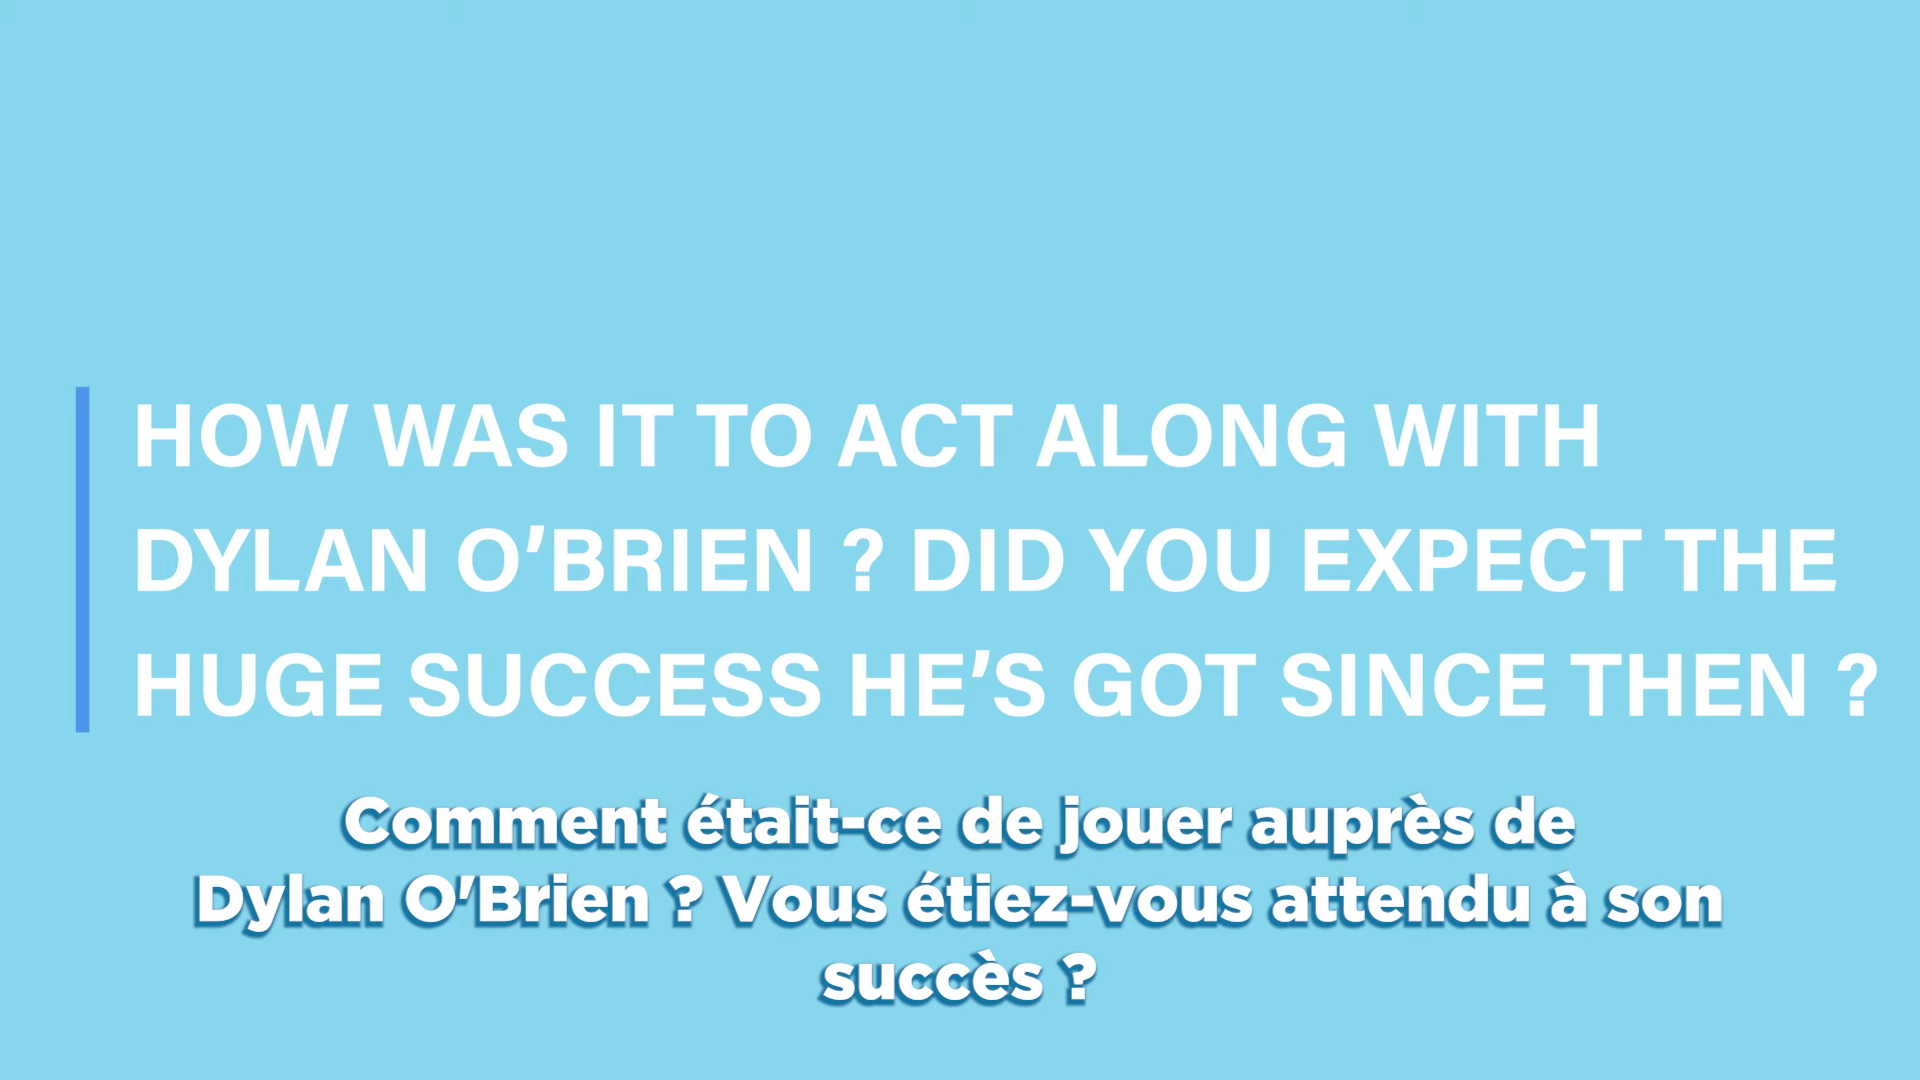 HOW WAS IT TO ACT ALONG WITH
DYLAN O’BRIEN ? DID YOU EXPECT THE
HUGE SUCCESS HE’S GOT SINCE THEN ?
Comment était-ce de jouer auprès de
Dylan O'Brien ? Vous étiez-vous attendu à son
succès ?